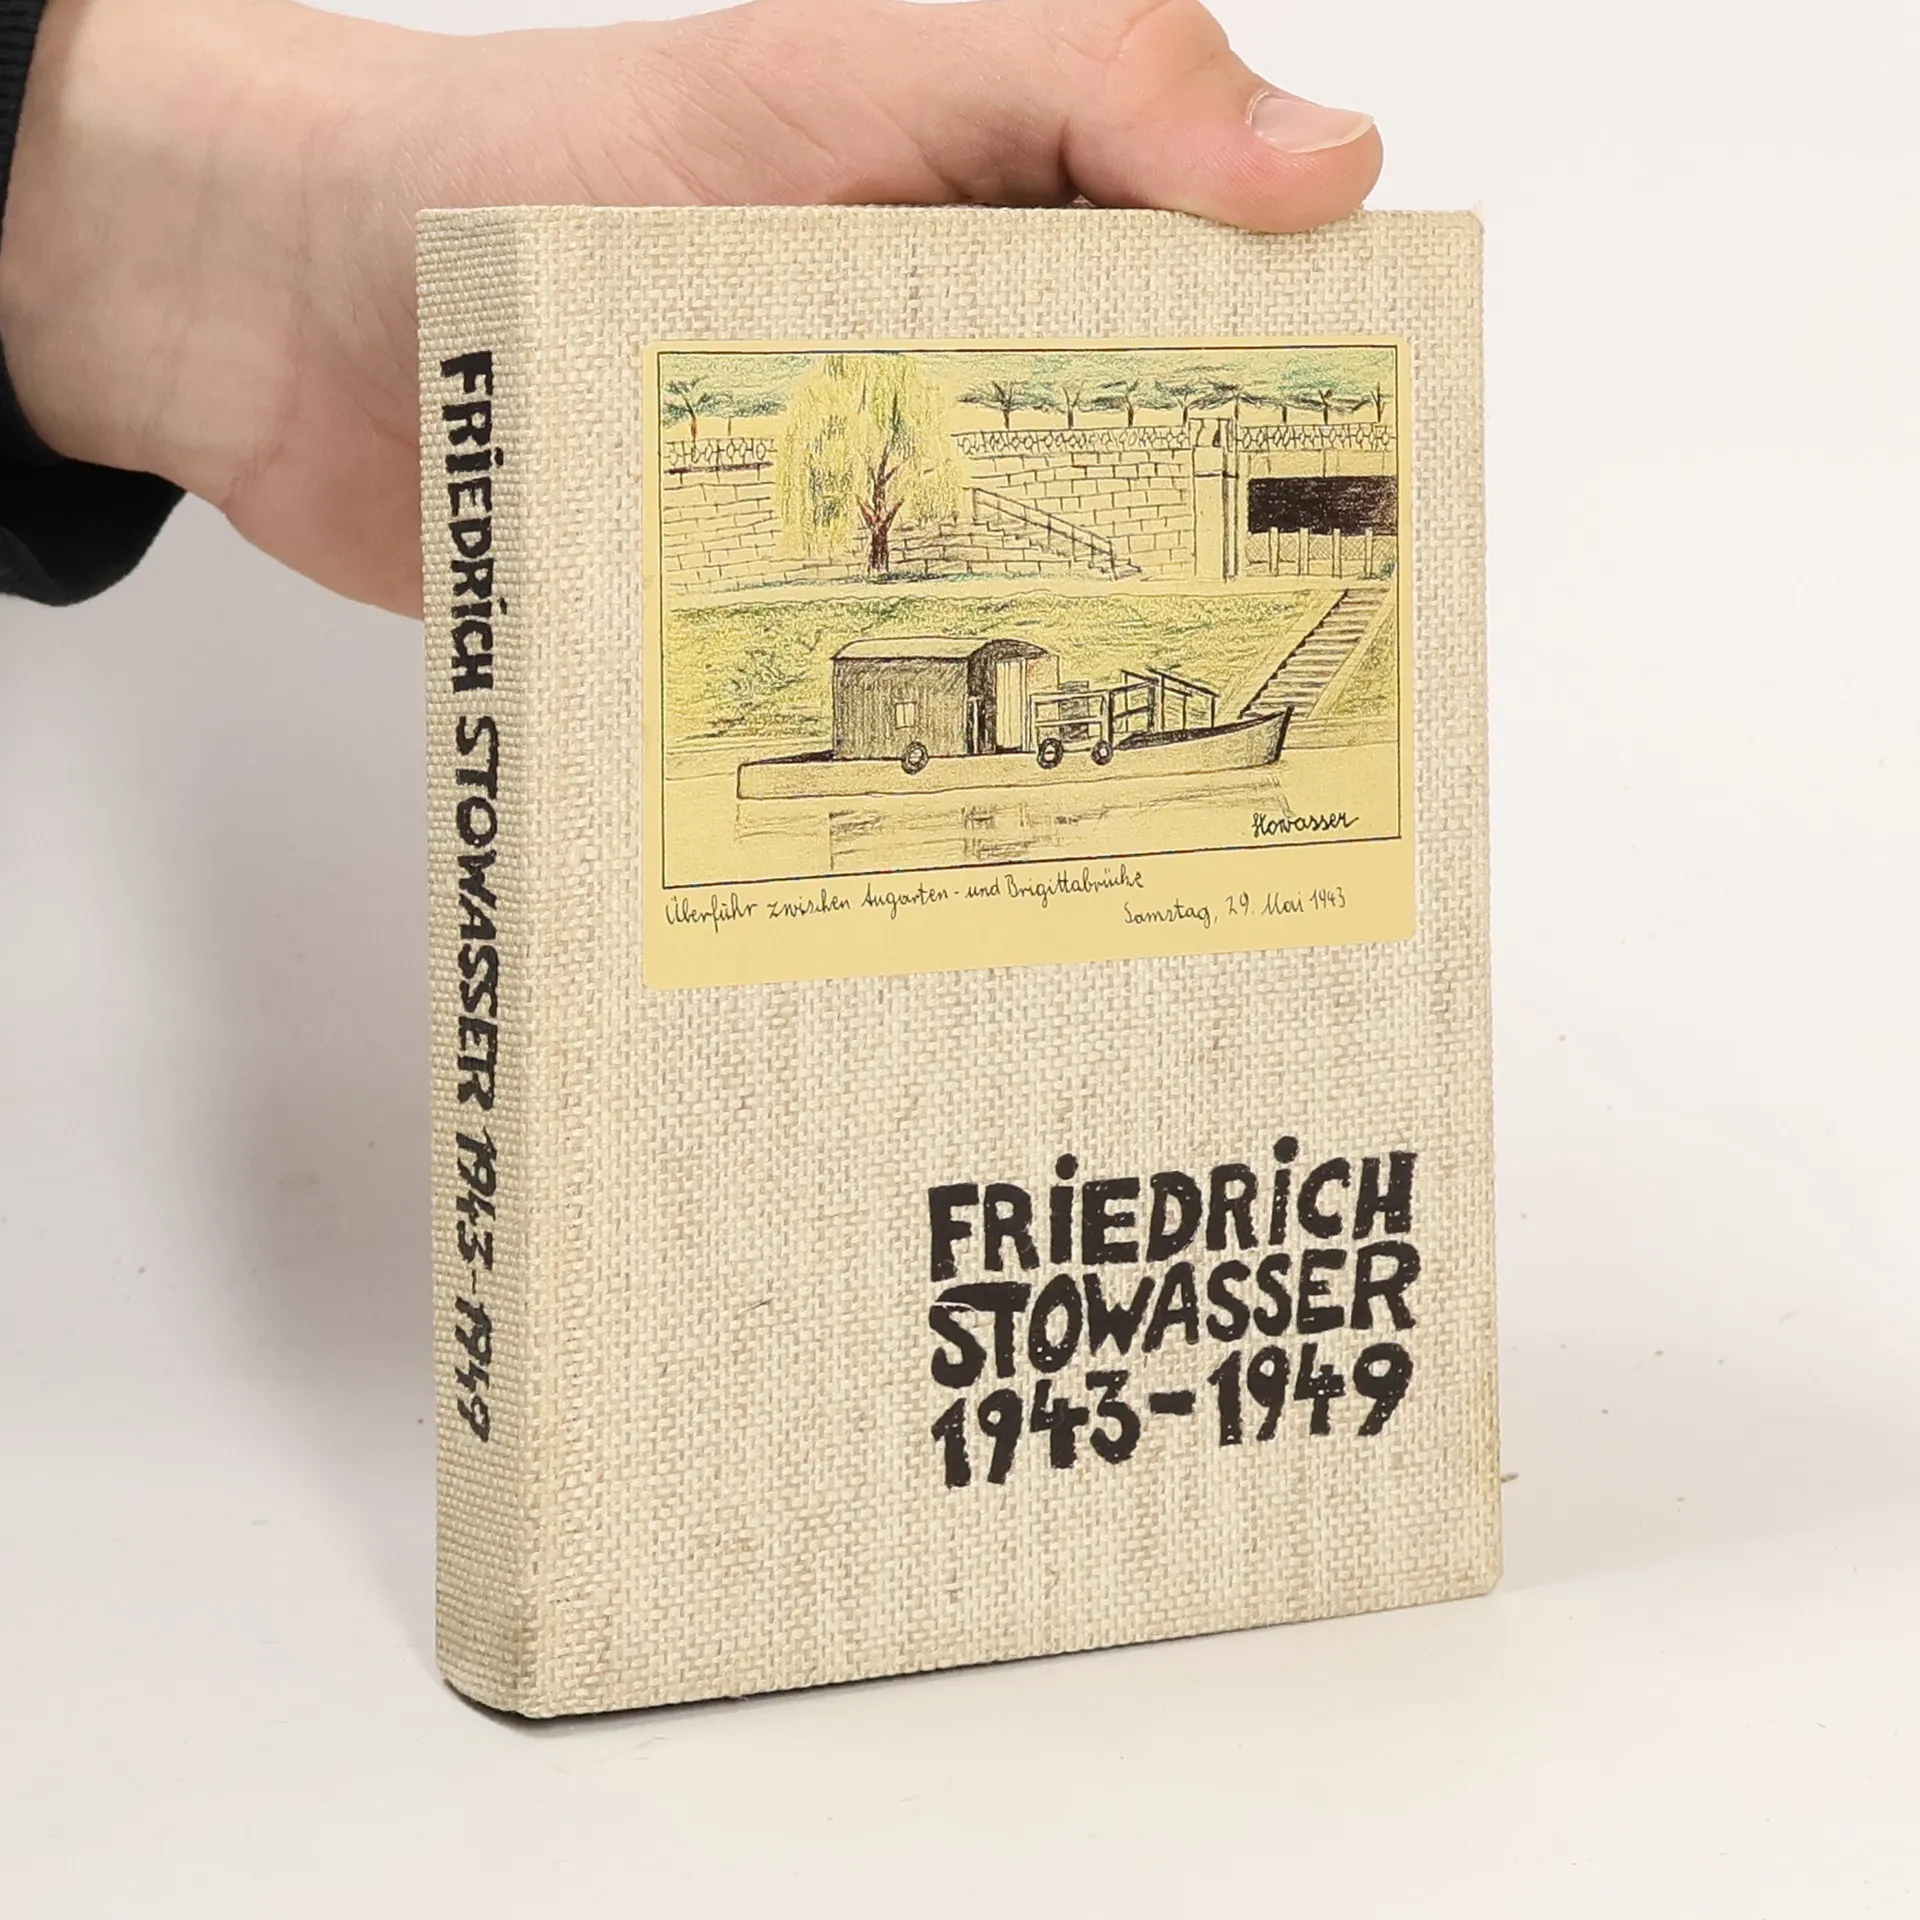 FRiEDRiCH STOWASSER 1943-1949
Stowasser
Überfuhr zwischen Augarten- und Brigittabrücke
Samstag, 29. Mai 1943
FRiEDRiCH
STOWASSER
1943-1949